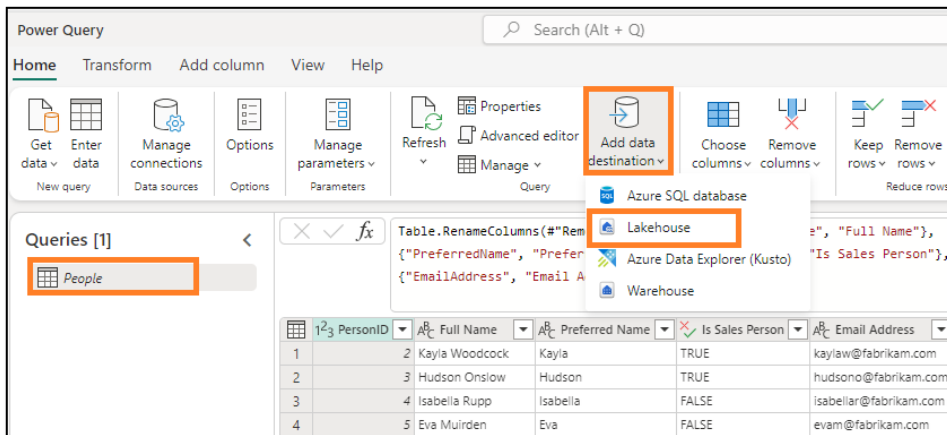 Power Query
Search (Alt + Q)
Home Transform Add column View Help
Get data
Enter data
New query
Manage connections
Data sources
Options
Options
Manage parameters
Parameters
Refresh
Properties
Advanced editor
Manage
Query
Add data destination
Choose columns
Remove columns
Keep rows
Remove rows
Reduce rows
Azure SQL database
Lakehouse
Azure Data Explorer (Kusto)
Warehouse
Queries [1]
People
fx
Table.RenameColumns(#"Rem e", "Full Name"},
{"PreferredName", "Prefer "Is Sales Person"},
{"EmailAddress", "Email A
PersonID Full Name Preferred Name Is Sales Person Email Address
1 2 Kayla Woodcock Kayla TRUE kaylaw@fabrikam.com
2 3 Hudson Onslow Hudson TRUE hudsono@fabrikam.com
3 4 Isabella Rupp Isabella FALSE isabellar@fabrikam.com
4 5 Eva Muirden Eva FALSE evam@fabrikam.com